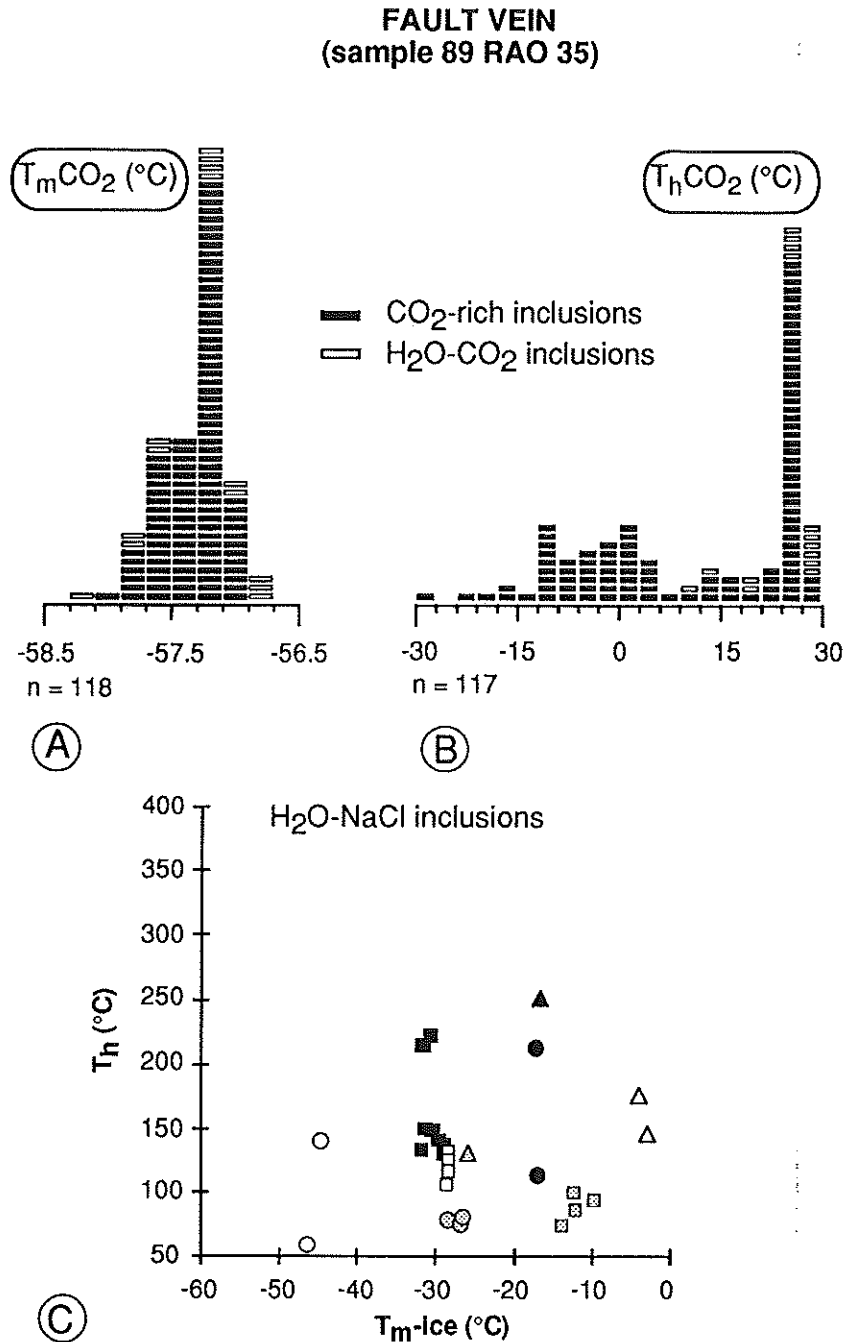 FAULT VEIN
(sample 89 RAO 35)
TmCO2 (°C)
ThCO2 (°C)
CO2-rich inclusions
H2O-CO2 inclusions
-58.5 -57.5 -56.5
n = 118
-30 -15 0 15 30
n = 117
A
B
H2O-NaCl inclusions
400
350
300
250
200
150
100
50
Th (°C)
-60 -50 -40 -30 -20 -10 0
Tm-ice (°C)
C